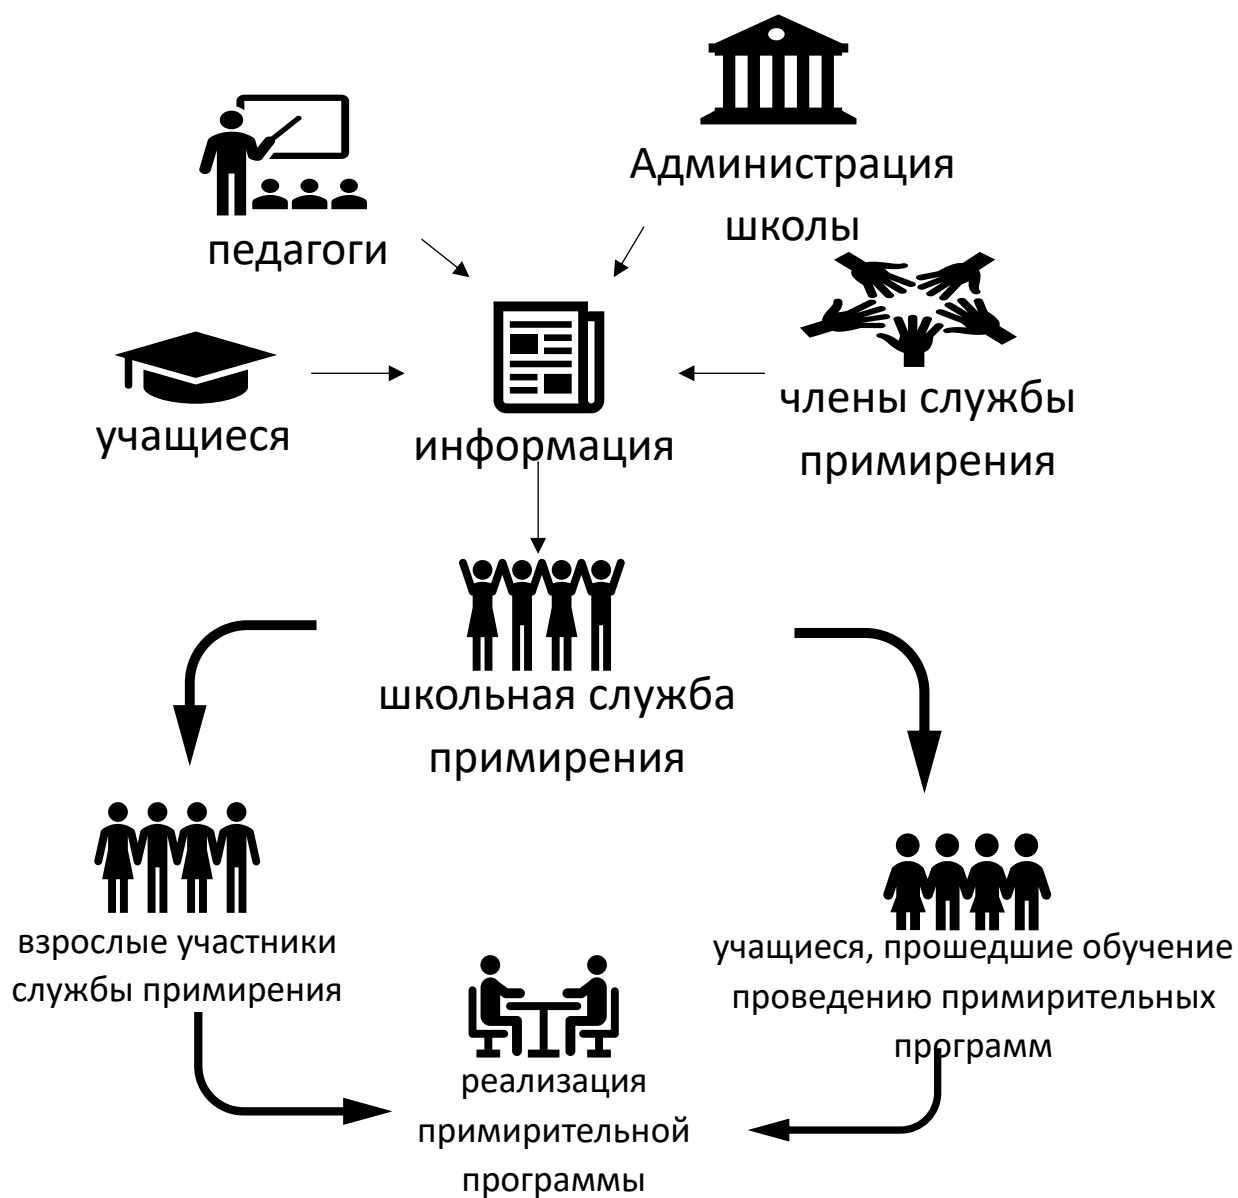 Администрация
школы
педагоги
учащиеся
информация
члены службы
примирения
школьная служба
примирения
взрослые участники
службы примирения
учащиеся, прошедшие обучение
проведению примирительных
программ
реализация
примирительной
программы